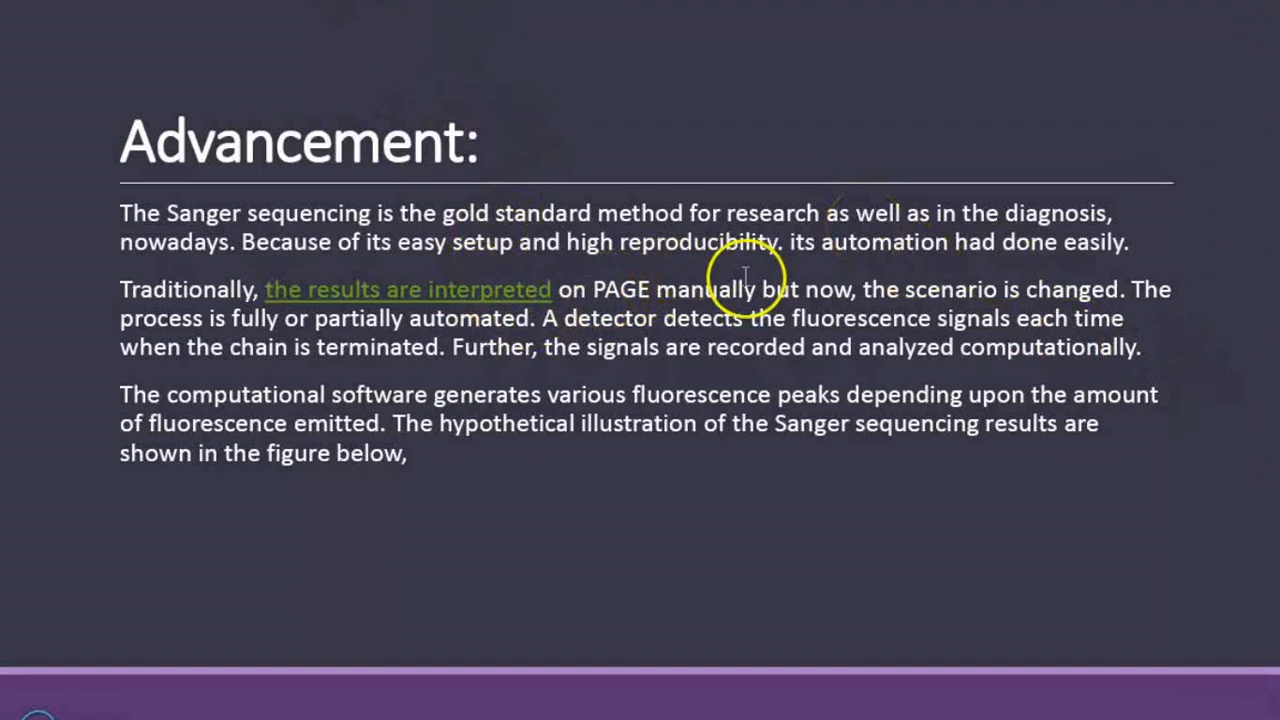 Advancement:
The Sanger sequencing is the gold standard method for research as well as in the diagnosis,
nowadays. Because of its easy setup and high reproducibility. its automation had done easily.
Traditionally, the results are interpreted on PAGE manually but now, the scenario is changed. The
process is fully or partially automated. A detector detects the fluorescence signals each time
when the chain is terminated. Further, the signals are recorded and analyzed computationally.
The computational software generates various fluorescence peaks depending upon the amount
of fluorescence emitted. The hypothetical illustration of the Sanger sequencing results are
shown in the figure below,